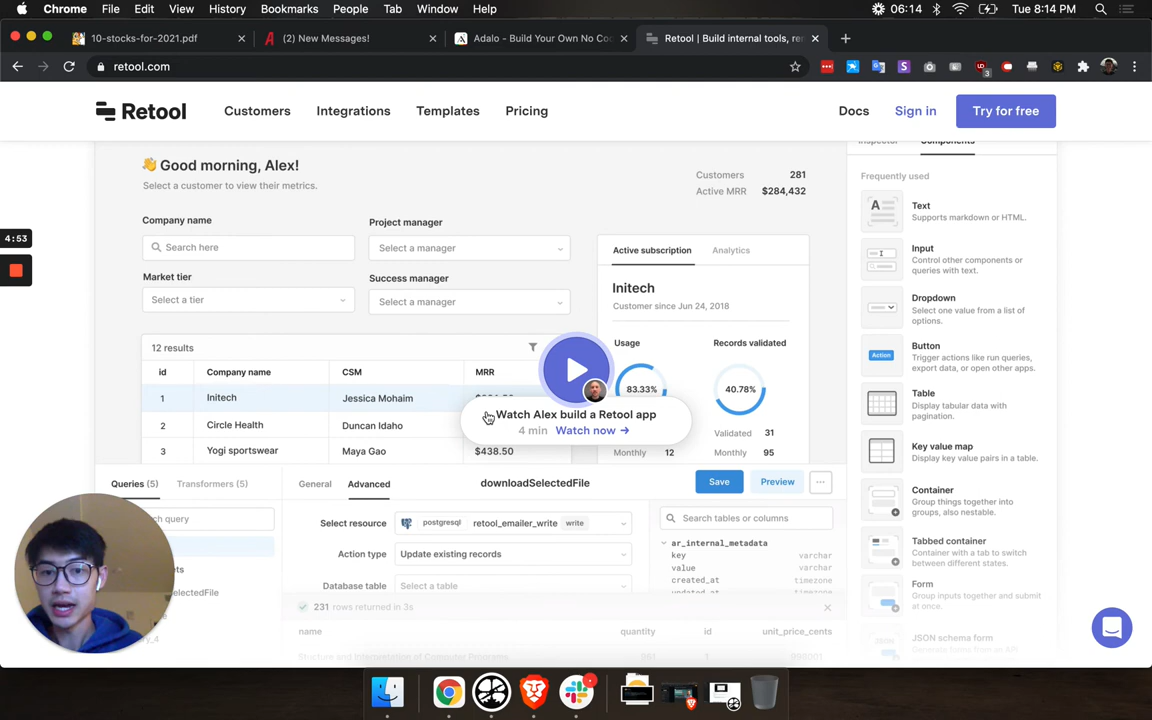 Chrome File Edit View History Bookmarks People Tab Window Help 06:14 Tue 8:14 PM
10-stocks-for-2021.pdf (2) New Messages! Adalo - Build Your Own No Co Retool | Build internal tools, re
retool.com
3
Retool Customers Integrations Templates Pricing Docs Sign in Try for free
Inspector Components
👋 Good morning, Alex!
Select a customer to view their metrics.
Customers 281
Active MRR $284,432
Company name
Search here
Project manager
Select a manager
Market tier
Select a tier
Success manager
Select a manager
Active subscription Analytics
Initech
Customer since Jun 24, 2018
Usage Records validated
83.33% 40.78%
Validated 31
Monthly 12 Monthly 95
12 results
id Company name CSM MRR
1 Initech Jessica Mohaim
2 Circle Health Duncan Idaho
3 Yogi sportswear Maya Gao $438.50
Watch Alex build a Retool app
4 min Watch now →
4:53
Frequently used
Text
Supports markdown or HTML.
Input
Control other components or
queries with text.
Dropdown
Select one value from a list of
options.
Button
Action
Trigger actions like run queries,
export data, or open other apps.
Table
Display tabular data with
pagination.
Key value map
Display key value pairs in a table.
Container
Group things together into
groups, also nestable.
Tabbed container
Container with a tab to switch
between different states.
Form
Group inputs together and submit
at once.
JSON schema form
Queries (5) Transformers (5)
General Advanced downloadSelectedFile Save Preview ...
Select resource postgresql retool_emailer_write write
Action type Update existing records
Database table Select a table
Search tables or columns
ar_internal_metadata
key varchar
value varchar
created_at timezone
231 rows returned in 3s
name quantity id unit_price_cents